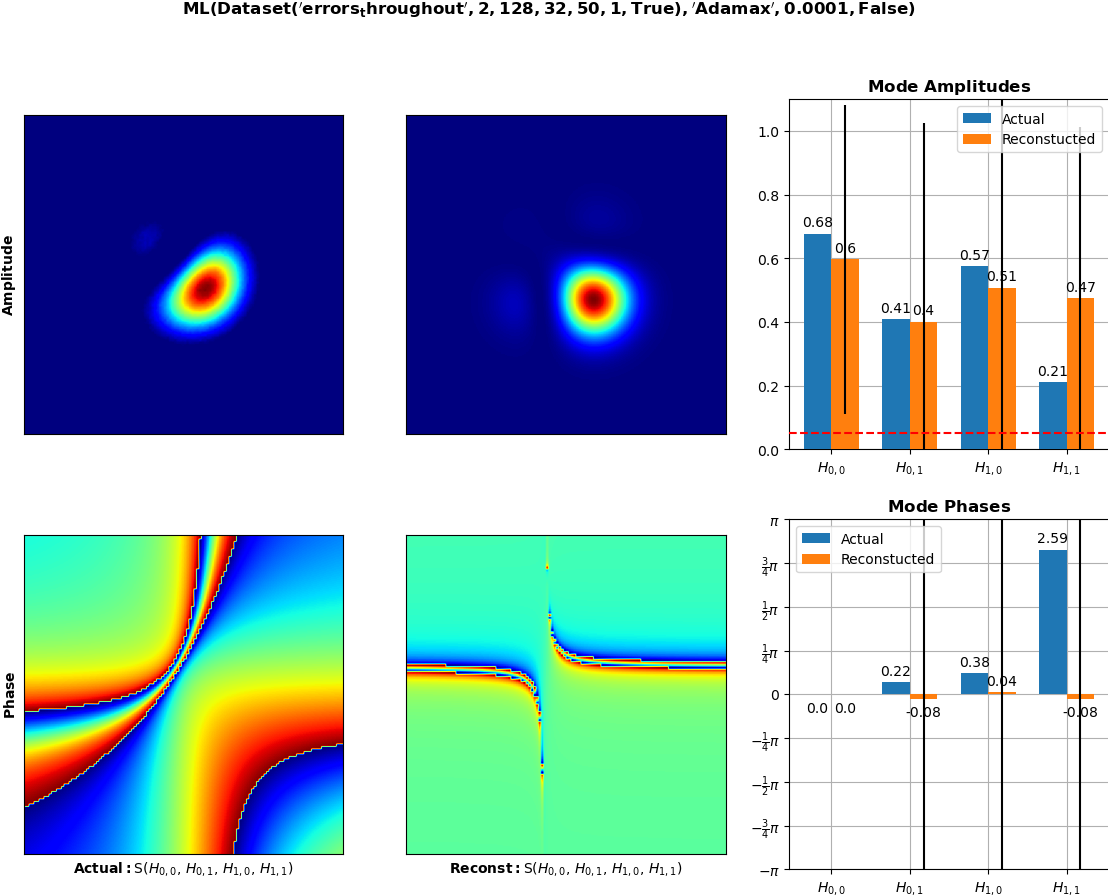 ML(Dataset('errors_throughout', 2, 128, 32, 50, 1, True), 'Adamax', 0.0001, False)
Amplitude
Mode Amplitudes
Actual
Reconstucted
1.0
0.8
0.6
0.4
0.2
0.0
0.68
0.6
0.41
0.4
0.57
0.51
0.21
0.47
H0,0
H0,1
H1,0
H1,1
Phase
Actual: S(H0,0, H0,1, H1,0, H1,1)
Reconst: S(H0,0, H0,1, H1,0, H1,1)
Mode Phases
Actual
Reconstucted
π
3/4π
1/2π
1/4π
0
−1/4π
−1/2π
−3/4π
−π
0.0
0.0
0.22
-0.08
0.38
0.04
2.59
-0.08
H0,0
H0,1
H1,0
H1,1